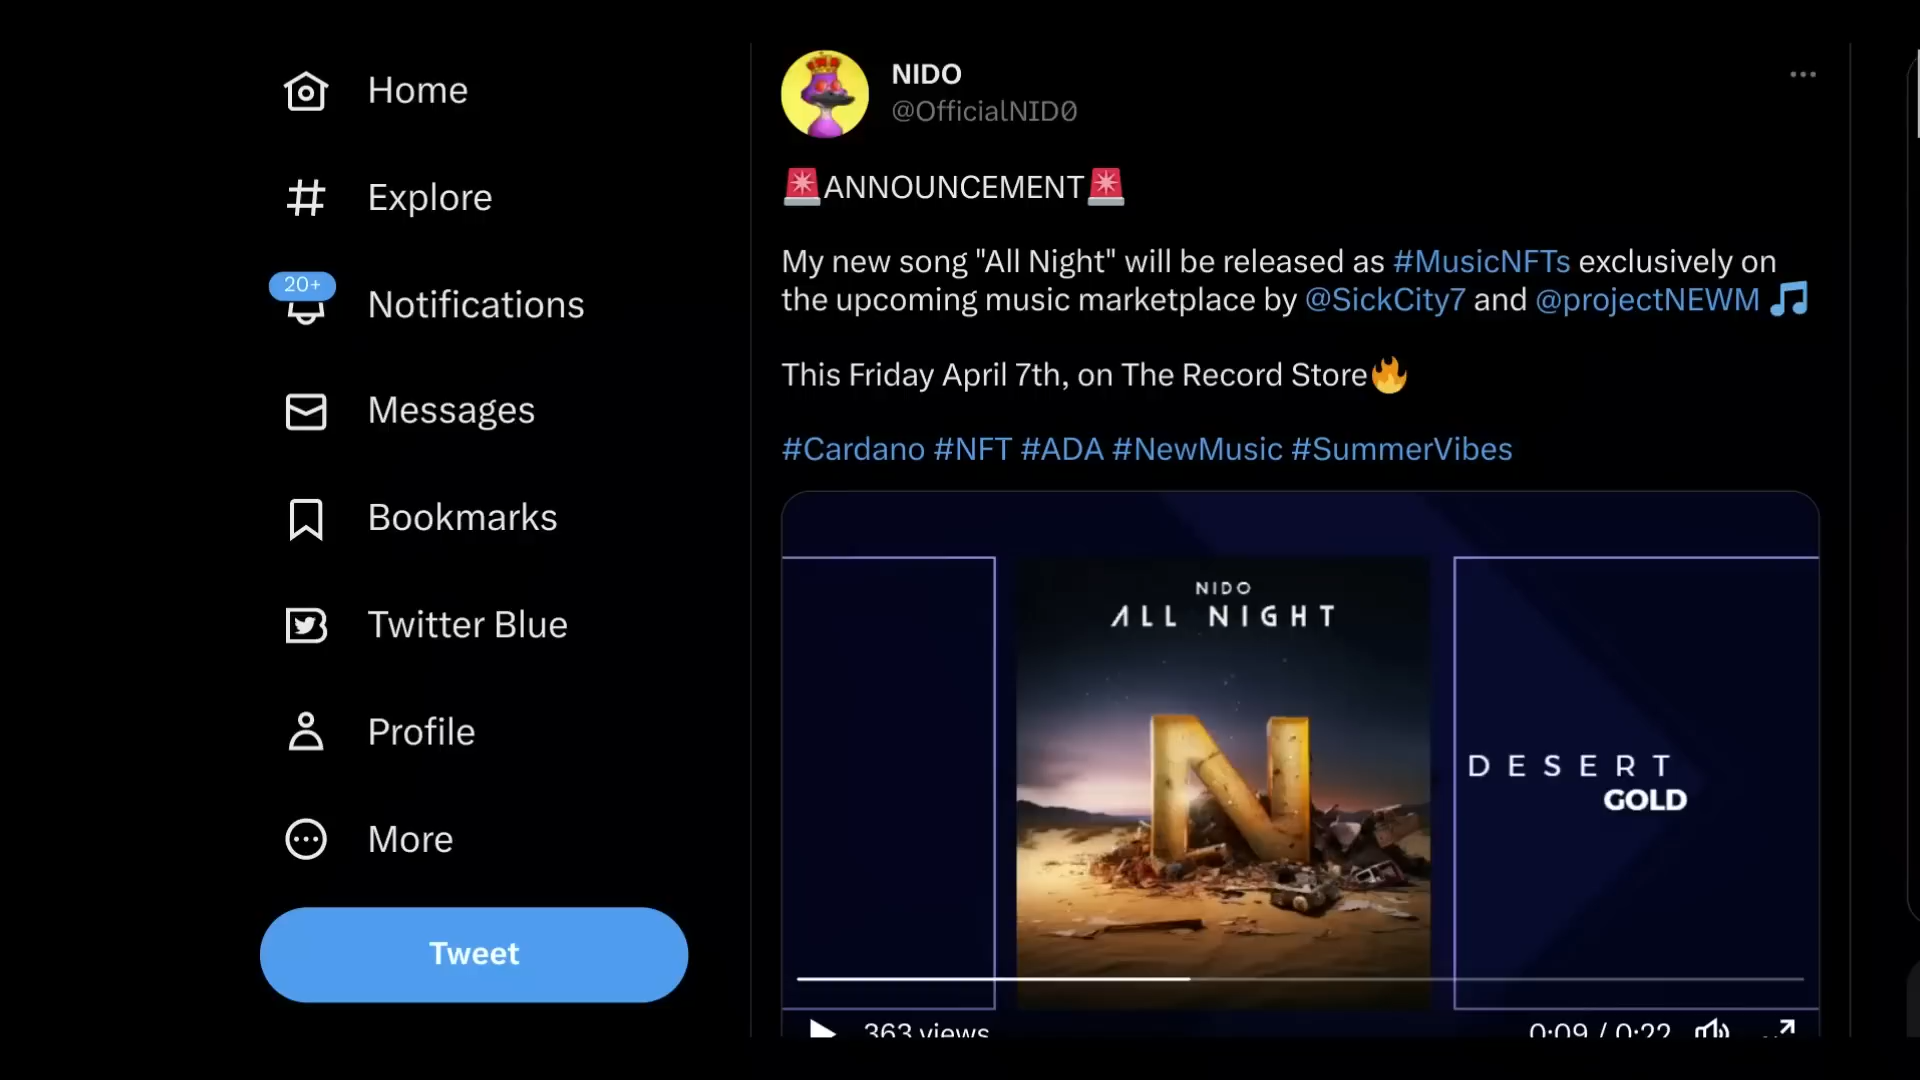 Home
Explore
20+
Notifications
Messages
Bookmarks
Twitter Blue
Profile
More
Tweet
NIDO
@OfficialNID0
🚨ANNOUNCEMENT🚨
My new song "All Night" will be released as #MusicNFTs exclusively on
the upcoming music marketplace by @SickCity7 and @projectNEWM 🎵
This Friday April 7th, on The Record Store🔥
#Cardano #NFT #ADA #NewMusic #SummerVibes
NIDO
ALL NIGHT
DESERT
GOLD
363 views
0:09 / 0:22